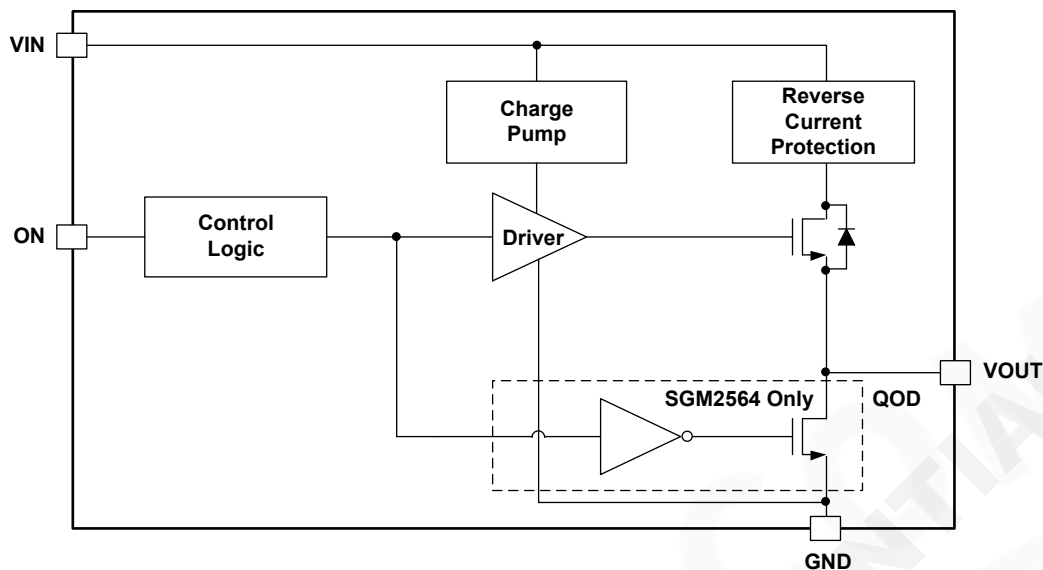 VIN
Charge
Pump
Reverse
Current
Protection
ON
Control
Logic
Driver
VOUT
SGM2564 Only
QOD
GND